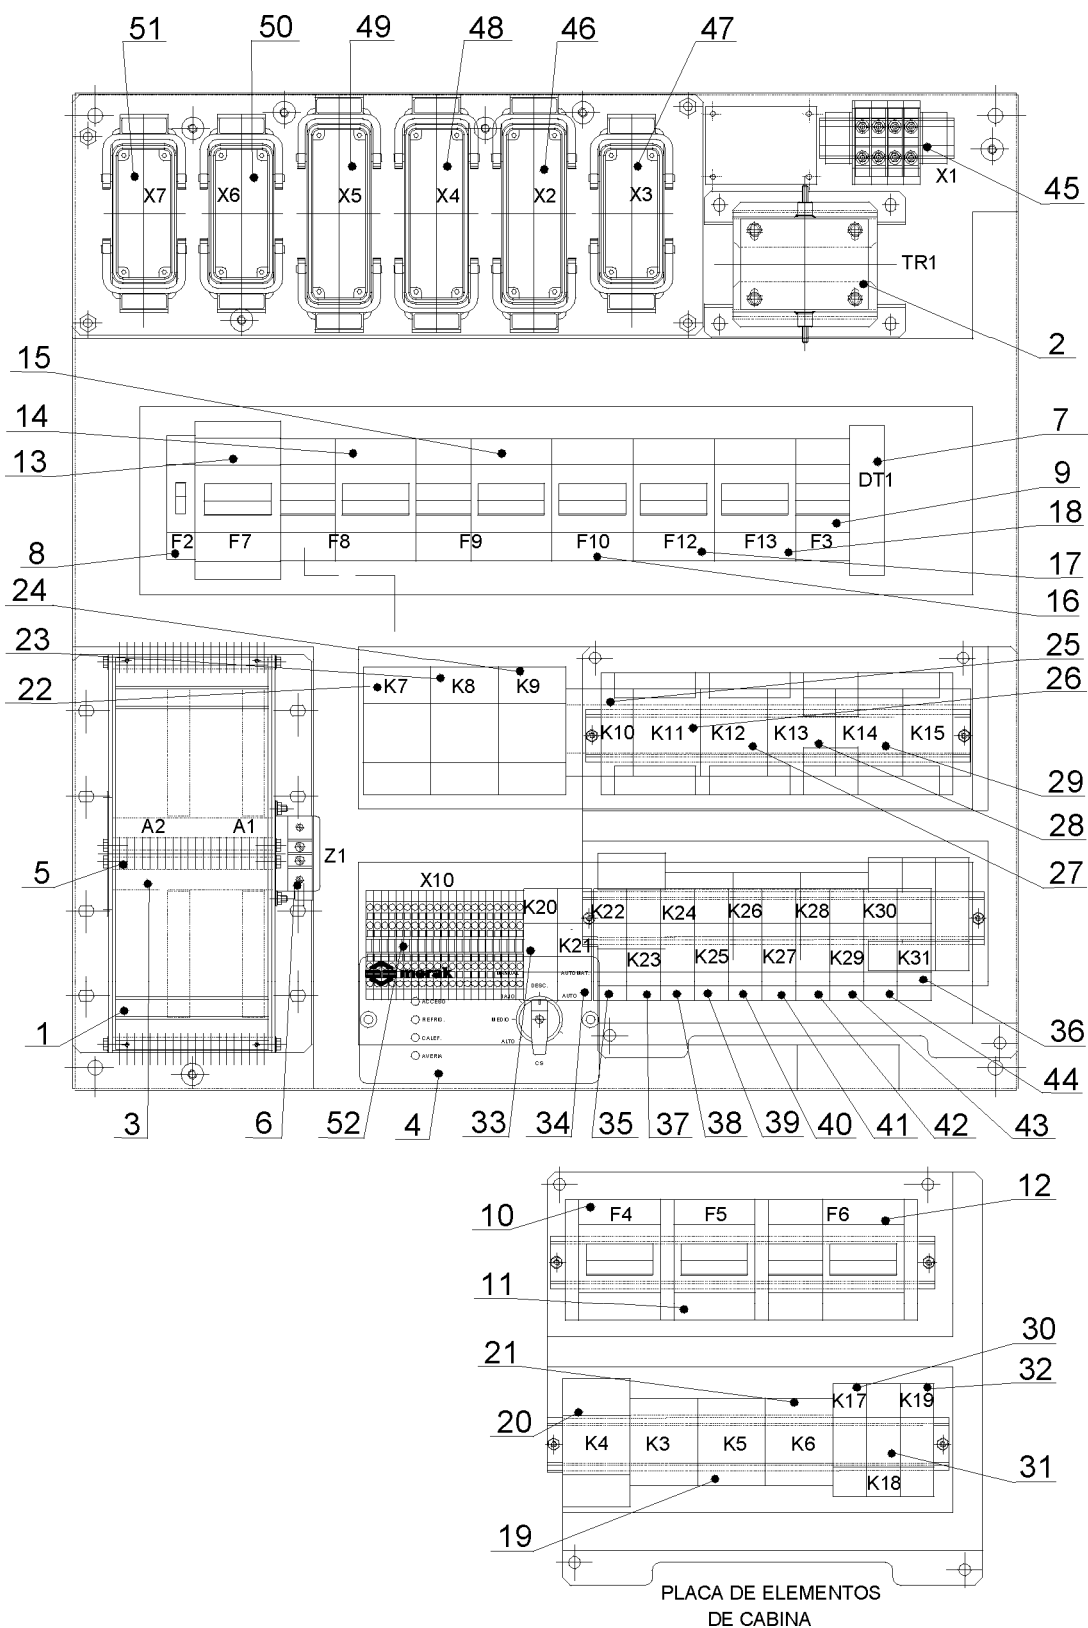 51 50 49 48 46 47
X7 X6 X5 X4 X2 X3 X1
45
TR1
2
15
14
13
7
DT1
9
18
F2 F7 F8 F9 F10 F12 F13 F3
8
17
16
24
23
22
K7 K8 K9
25
26
K10 K11 K12 K13 K14 K15
29
28
27
A2 A1
Z1
5
X10
K20
K21
K22 K24 K26 K28 K30
K23 K25 K27 K29 K31
merak
MANUAL AUTOMAT.
DESC.
BAJO AUTO
ACCESO
REFRIG.
MEDIO
CALEF.
ALTO
AVERIA
CS
1
36
44
3 6 52 4 33 34 35 37 38 39 40 41 42 43
12
10
F4 F5 F6
11
30
21
32
K17 K19
20
K4 K3 K5 K6
31
K18
19
PLACA DE ELEMENTOS
DE CABINA